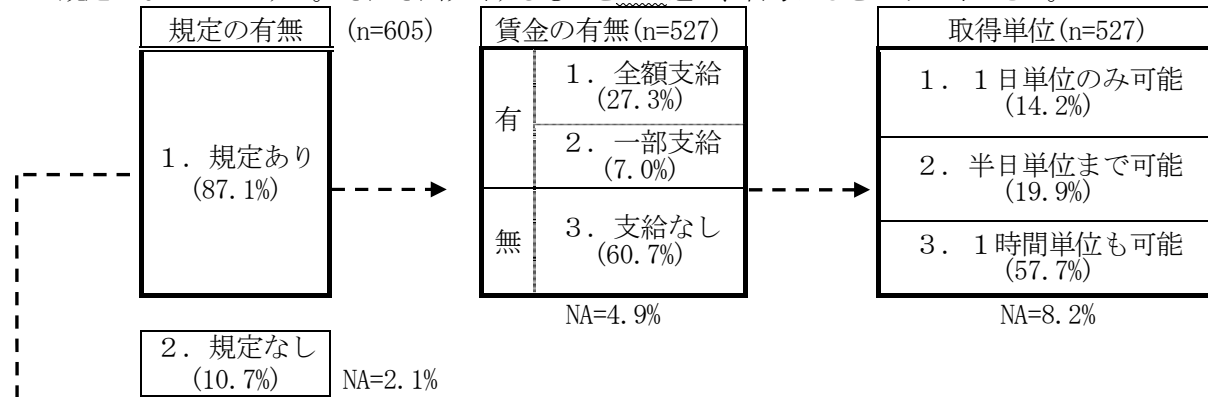 規定の有無 (n=605)
賃金の有無(n=527)
取得単位(n=527)
1．規定あり
(87.1%)
有
1．全額支給
(27.3%)
2．一部支給
(7.0%)
無
3．支給なし
(60.7%)
1．1日単位のみ可能
(14.2%)
2．半日単位まで可能
(19.9%)
3．1時間単位も可能
(57.7%)
NA=4.9%
NA=8.2%
2．規定なし
(10.7%)
NA=2.1%